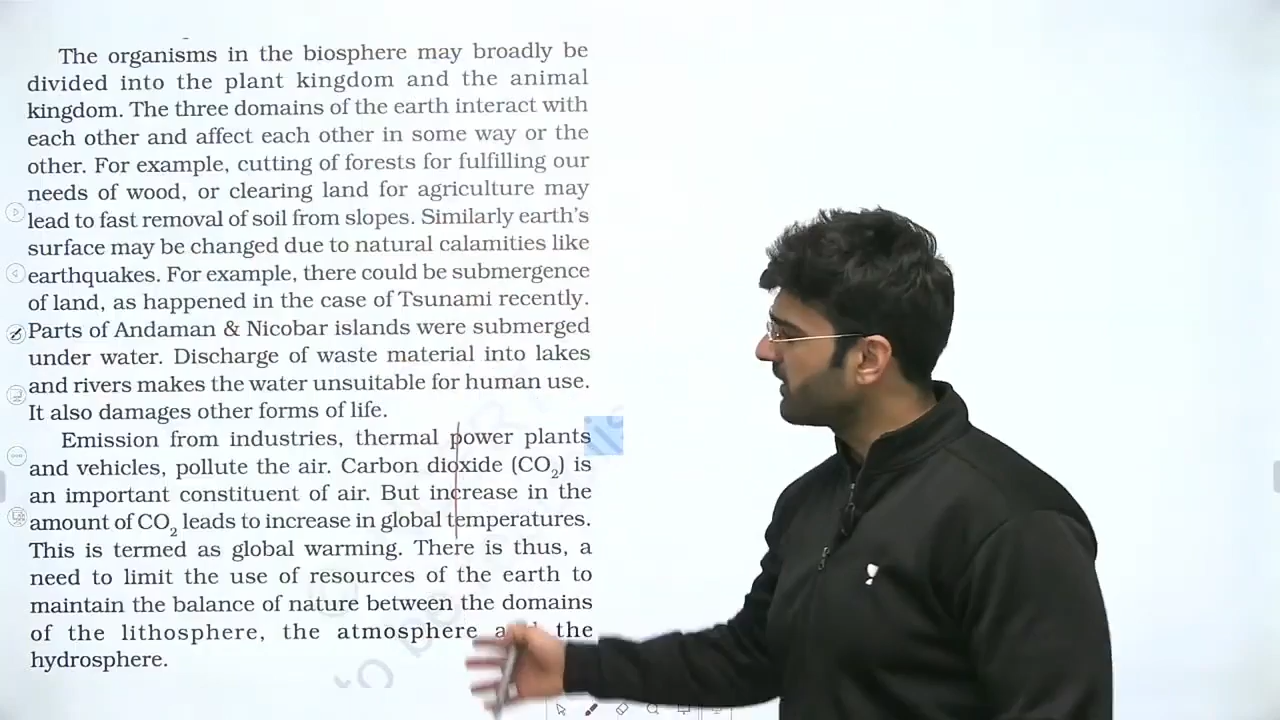 The organisms in the biosphere may broadly be
divided into the plant kingdom and the animal
kingdom. The three domains of the earth interact with
each other and affect each other in some way or the
other. For example, cutting of forests for fulfilling our
needs of wood, or clearing land for agriculture may
lead to fast removal of soil from slopes. Similarly earth's
surface may be changed due to natural calamities like
earthquakes. For example, there could be submergence
of land, as happened in the case of Tsunami recently.
Parts of Andaman & Nicobar islands were submerged
under water. Discharge of waste material into lakes
and rivers makes the water unsuitable for human use.
It also damages other forms of life.
Emission from industries, thermal power plants
and vehicles, pollute the air. Carbon dioxide (CO₂) is
an important constituent of air. But increase in the
amount of CO₂ leads to increase in global temperatures.
This is termed as global warming. There is thus, a
need to limit the use of resources of the earth to
maintain the balance of nature between the domains
of the lithosphere, the atmosphere the
hydrosphere.